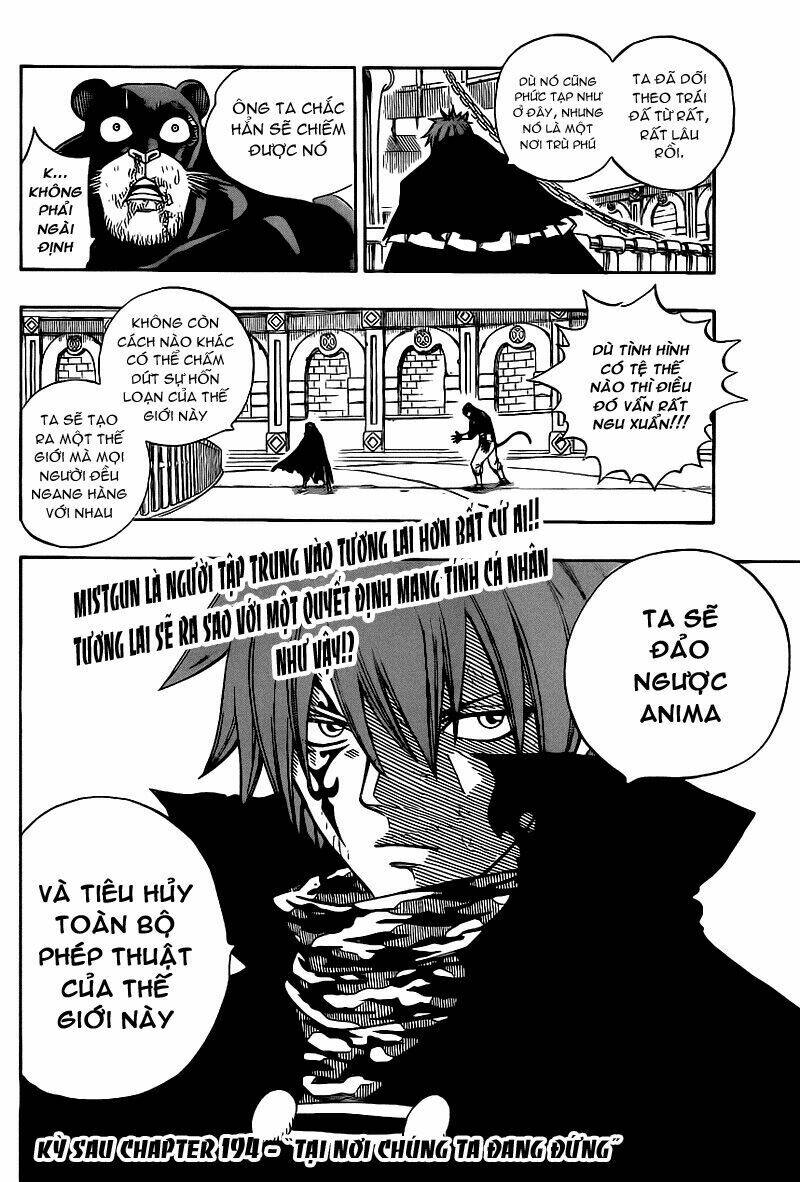 ÔNG TA CHẮC
HẲN SẼ CHIẾM
ĐƯỢC NÓ
K...
KHÔNG
PHẢI
NGÀI
ĐỊNH
DÙ NÓ CŨNG
PHỨC TẠP NHƯ
Ở ĐÂY, NHƯNG
NÓ LÀ MỘT
NƠI TRÙ PHÚ
TA ĐÃ DÕI
THEO TRÁI
ĐẤ TỪ RẤT,
RẤT LÂU
RỒI.
KHÔNG CÒN
CÁCH NÀO KHÁC
CÓ THỂ CHẤM
DỨT SỰ HỖN
LOẠN CỦA THẾ
GIỚI NÀY
TA SẼ TẠO
RA MỘT THẾ
GIỚI MÀ MỌI
NGƯỜI ĐỀU
NGANG HÀNG
VỚI NHAU
DÙ TÌNH HÌNH
CÓ TỆ THẾ
NÀO THÌ ĐIỀU
ĐÓ VẪN RẤT
NGU XUẨN!!!
MISTGUN LÀ NGƯỜI TẬP TRUNG VÀO TƯƠNG LAI HƠN BẤT CỨ AI!!
TƯƠNG LAI SẼ RA SAO VỚI MỘT QUYẾT ĐỊNH MANG TÍNH CÁ NHÂN
NHƯ VẬY!?
TA SẼ
ĐẢO
NGƯỢC
ANIMA
VÀ TIÊU HỦY
TOÀN BỘ
PHÉP THUẬT
CỦA THẾ
GIỚI NÀY
KỲ SAU CHAPTER 194 - "TẠI NƠI CHÚNG TA ĐANG ĐỨNG"